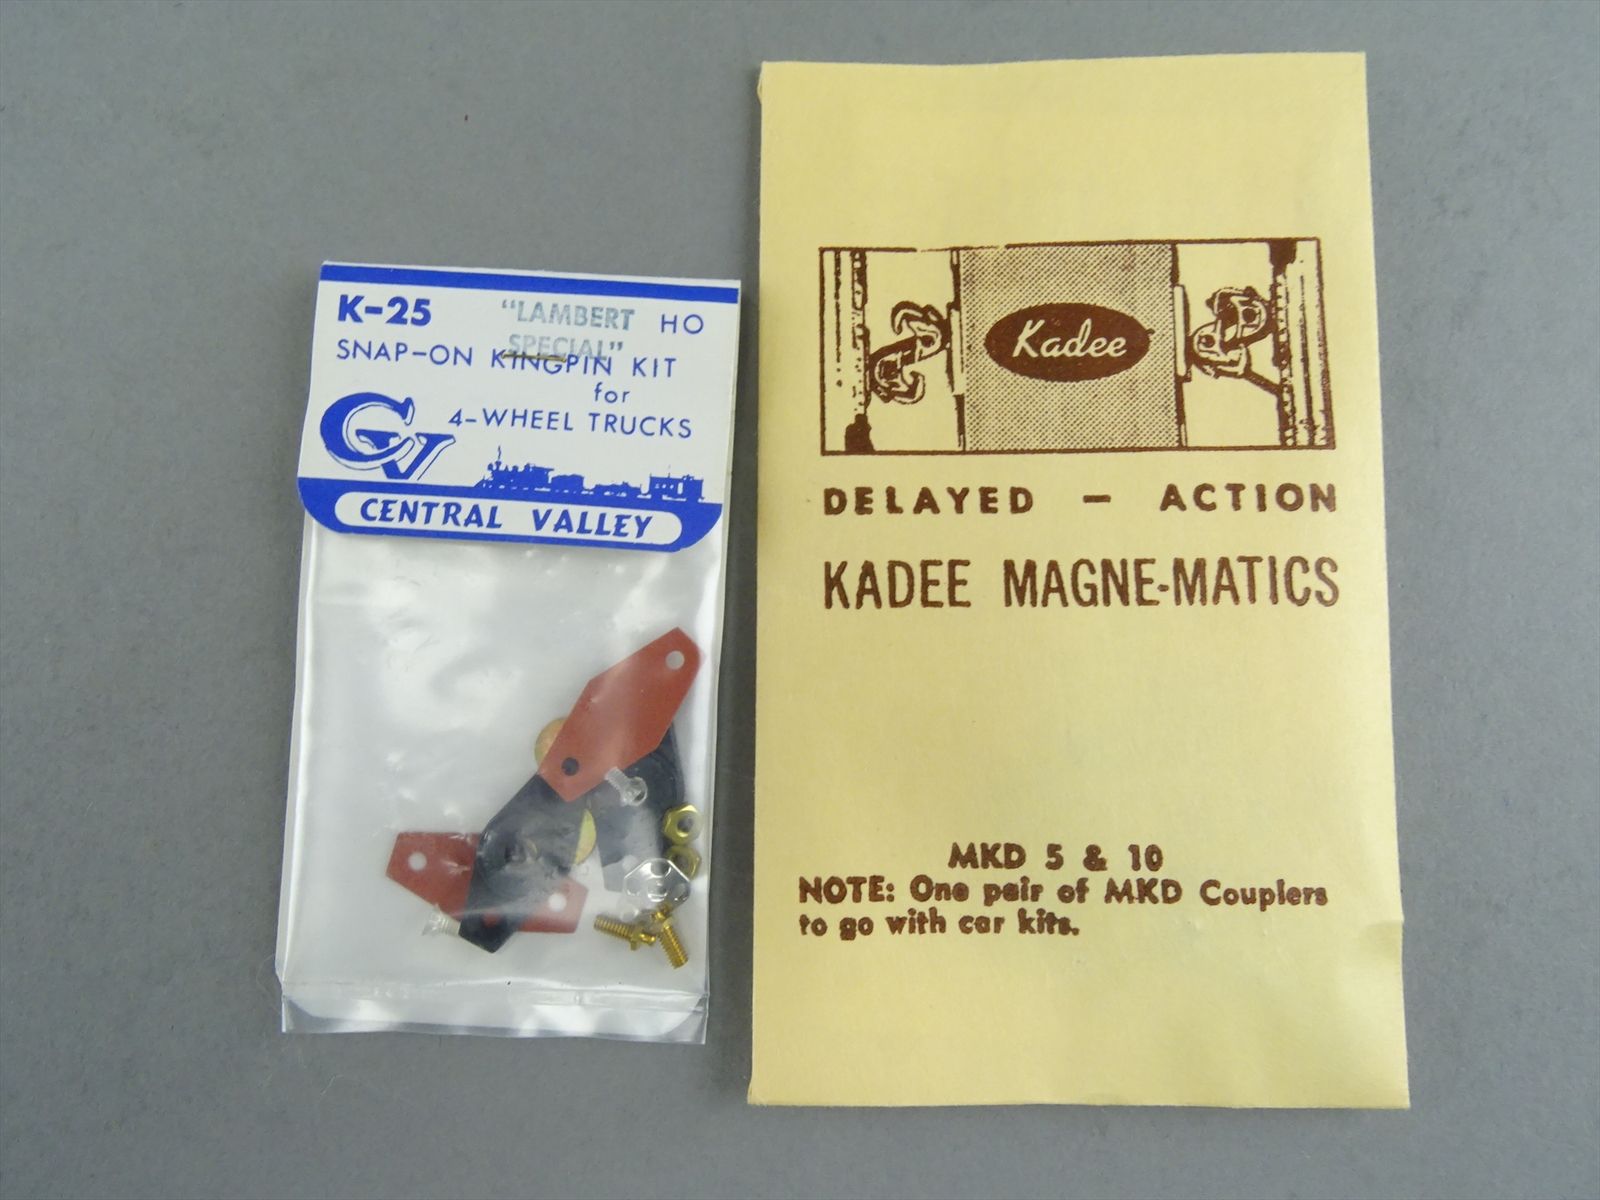 K-25 "LAMBERT HO
SPECIAL"
SNAP-ON KINGPIN KIT
for
4-WHEEL TRUCKS
CV
CENTRAL VALLEY
Kadee
DELAYED - ACTION
KADEE MAGNE-MATICS
MKD 5 & 10
NOTE: One pair of MKD Couplers
to go with car kits.